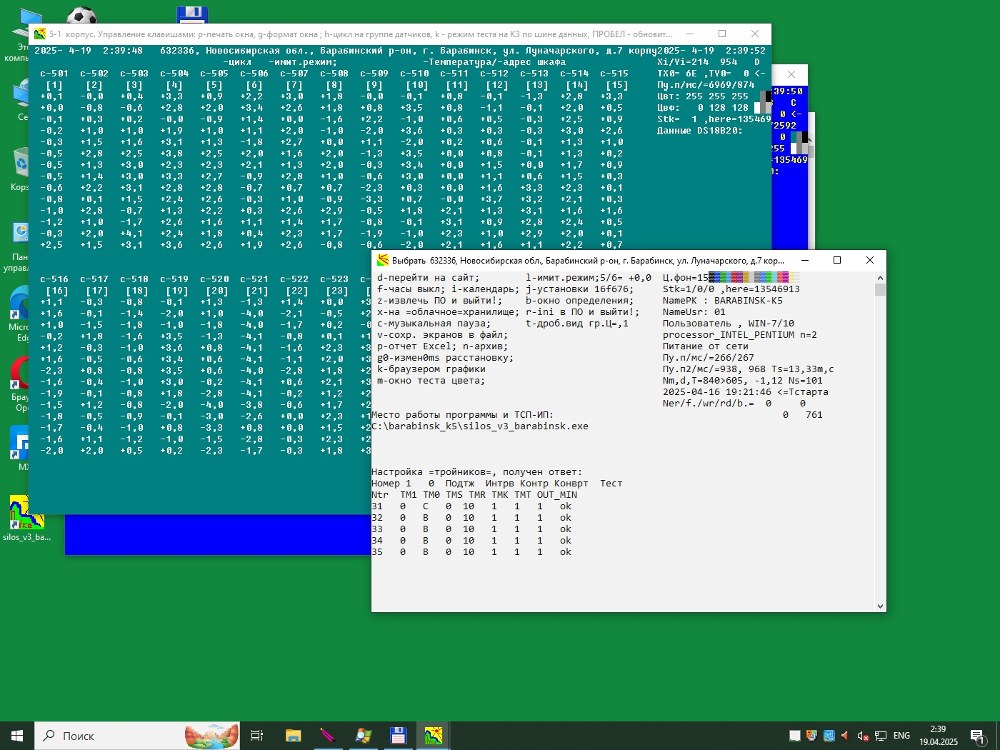 5-1 корпус. Управление клавишами: p-печать окна, g-формат окна ; h-цикл на группе датчиков, k - режим теста на КЗ по шине данных, ПРОБЕЛ - обновит...
2025- 4-19 2:39:48 632336, Новосибирская обл., Барабинский р-он, г. Барабинск, ул. Луначарского, д.7 корпу2025- 4-19 2:39:52
-цикл -имит.режим; -Температура/-адрес шкафа Xi/Yi=214 954 D
c-501 c-502 c-503 c-504 c-505 c-506 c-507 c-508 c-509 c-510 c-511 c-512 c-513 c-514 c-515 TX0= 6E ,TY0= 0 <-
[1] [2] [3] [4] [5] [6] [7] [8] [9] [10] [11] [12] [13] [14] [15] Пу.п/мс/=6969/874
+0,1 -0,0 +0,4 +3,3 +0,9 +2,2 +3,0 +1,8 -0,0 -0,1 +0,8 -0,1 -1,3 +2,8 +3,3 Цвт: 255 255 255
+0,0 -0,8 -0,6 +2,8 +2,0 +3,4 +2,6 +1,8 +0,8 +3,5 +0,8 -1,1 -0,1 +2,0 +0,5 Цвф: 0 128 128
-0,1 +0,3 +0,2 -0,0 -0,9 +1,4 +0,0 -1,6 +2,2 -1,0 +0,6 +0,5 -0,3 +2,5 +0,9 Stk= 1 ,here=135469
-0,2 +1,0 +1,0 +1,9 +1,0 +1,1 +2,0 -1,0 -2,0 +3,6 +0,3 -0,3 -0,3 +3,0 +2,6 Данные DS18B20:
-0,3 +1,5 +1,6 +3,1 +1,3 -1,8 +2,7 +0,0 +1,1 -2,0 +0,2 +0,6 -0,1 +1,3 +1,0
-0,5 +2,8 +2,5 +3,8 +2,5 +2,0 +1,6 +2,0 -1,3 +3,5 +0,0 +0,8 -0,1 +1,3 +0,2
-0,5 +1,3 +3,0 +2,3 +2,3 +2,1 +1,3 +2,0 -0,3 +3,4 +0,0 +1,5 +0,0 +1,7 +0,9
-0,5 +1,4 +3,0 +3,3 +2,7 -0,9 +2,8 +1,0 -0,6 +3,0 -0,0 +1,1 +0,6 +1,5 +0,3
-0,6 +2,2 +3,1 +2,8 +2,8 -0,7 +0,7 +0,7 -2,3 +0,3 -0,0 +3,6 +3,3 +2,3 +0,1
-0,8 +0,1 +1,5 +2,4 +2,6 -0,3 +1,0 -0,9 -3,3 +0,7 -0,0 +3,7 +3,2 +2,1 +0,3
-1,0 +2,8 -0,7 +1,3 +2,2 +0,3 +2,6 +2,9 -0,5 +1,8 +2,1 +1,3 +3,1 +1,6 +1,6
-1,2 +1,0 -1,7 +2,6 +1,6 +1,1 +1,4 +1,7 -0,8 -0,1 +3,1 +0,9 +2,8 +2,4 +0,5
-0,3 +2,0 +4,1 +2,4 +1,8 +0,4 +2,3 +1,7 -1,9 -1,0 +2,3 +1,0 +2,9 +2,0 +0,1
+2,5 +1,5 +3,1 +3,6 +2,6 +1,9 +2,6 -0,8 -0,6 -2,0 +2,1 +1,6 +1,1 +2,2 +0,7
c-516 c-517 c-518 c-519 c-520 c-521 c-522 c-523 c-5
[16] [17] [18] [19] [20] [21] [22] [23] [
+1,1 -0,3 -0,8 -0,1 +1,3 -1,3 +1,4 +0,0 +3
+1,6 -0,1 -1,4 -2,0 +1,0 -4,0 -2,1 -0,5 +2
+1,0 -1,5 -1,8 -2,0 -1,8 -4,0 -1,7 +0,2 -0
-0,2 +1,8 -1,6 +3,5 -1,3 -4,1 -0,8 +0,1 +1
+1,2 -0,3 -1,0 +3,6 +0,8 -4,1 -1,6 +2,3 +3
+1,6 -0,5 -0,6 +3,4 +0,6 -4,1 -1,1 +2,0 +3
-2,3 +0,8 -0,8 +3,5 +0,6 -4,0 -2,8 +1,8 +2
-1,6 -0,4 -1,0 +3,0 +0,0 -4,1 -0,6 +2,1 +3
-1,9 -0,1 -0,8 +1,8 -2,8 -4,1 -0,2 +1,2 +2
-1,5 +1,2 -0,8 -2,0 -4,0 -3,8 -0,6 +1,7 +3
-1,8 -0,5 -0,9 -0,1 -3,0 -2,6 +0,0 +2,3 +3
-1,7 -0,4 -1,0 +0,8 -3,3 +0,8 +0,0 +2,3 +3
-1,6 +1,1 -1,2 -1,0 -1,5 -2,8 -0,3 +2,3 +2
-2,0 +2,0 +0,5 +0,2 -2,3 -1,7 -0,3 +1,8 +3
:39:50
C
0 <-
/2592
0
255
=135469
Выбрать 632336, Новосибирская обл., Барабинский р-он, г. Барабинск, ул. Луначарского, д.7 кор...
d-перейти на сайт; l-имит.режим;5/6= +0,0 Ц.фон=15
f-часы выкл; i-календарь; j-установки 16f676; Stk=1/0/0 ,here=13546913
z-извлечь ПО и выйти!; b-окно определения; NamePK : BARABINSK-K5
x-на =облачное=хранилище; r-ini в ПО и выйти!; NameUsr: 01
c-музыкальная пауза; t-дроб.вид гр.Ц=,1 Пользователь , WIN-7/10
v-сохр. экранов в файл; processor_INTEL_PENTIUM n=2
p-отчет Excel; n-архив; Питание от сети
g0-измен0ms расстановку; Пу.п/мс/=266/267
k-браузером графики Пу.п2/мс/=938, 968 Ts=13,33m,c
m-окно теста цвета; Nm,d,T=840>605, -1,12 Ns=101
2025-04-16 19:21:46 <=Тстарта
Ner/f./wr/rd/b.= 0 0
Место работы программы и ТСП-ИП: 0 761
C:\barabinsk_k5\silos_v3_barabinsk.exe
Настройка =тройников=, получен ответ:
Номер 1 0 Подтж Интрв Контр Конврт Тест
Ntr TM1 TM0 TMS TMR TMK TMT OUT_MIN
31 0 C 0 10 1 1 1 ok
32 0 B 0 10 1 1 1 ok
33 0 B 0 10 1 1 1 ok
34 0 B 0 10 1 1 1 ok
35 0 B 0 10 1 1 1 ok
Это
компь
Се
Корз
Пан
управл
Micro
Edg
Брау
Ope
MX
silos_v3_ba...
Поиск
ENG
2:39
19.04.2025
1